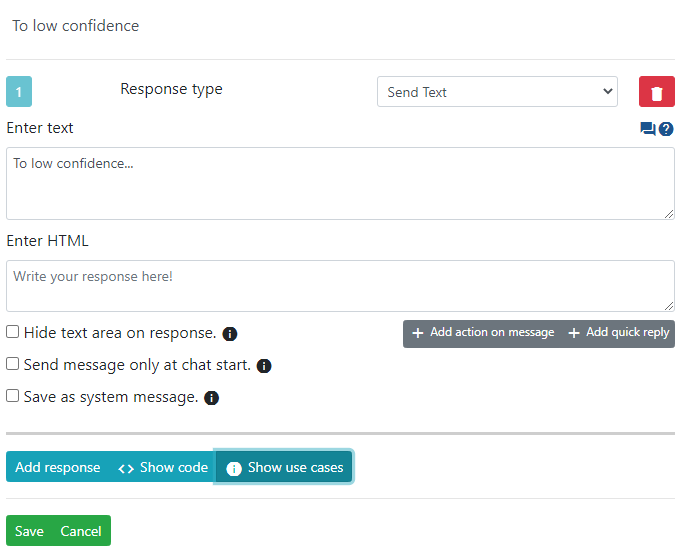 To low confidence
1 Response type Send Text
Enter text
To low confidence...
Enter HTML
Write your response here!
Hide text area on response.
Add action on message Add quick reply
Send message only at chat start.
Save as system message.
Add response Show code Show use cases
Save Cancel